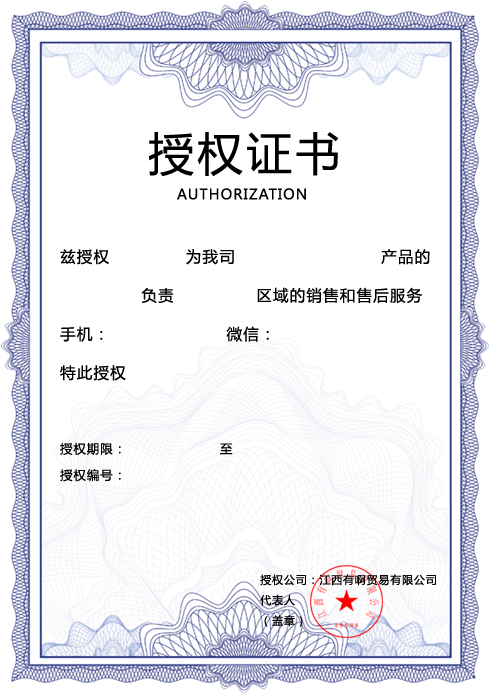 授权证书
AUTHORIZATION
兹授权 为我司 产品的
负责 区域的销售和售后服务
手机： 微信：
特此授权
授权期限： 至
授权编号：
授权公司：江西有啊贸易有限公司
代表人
（盖章）